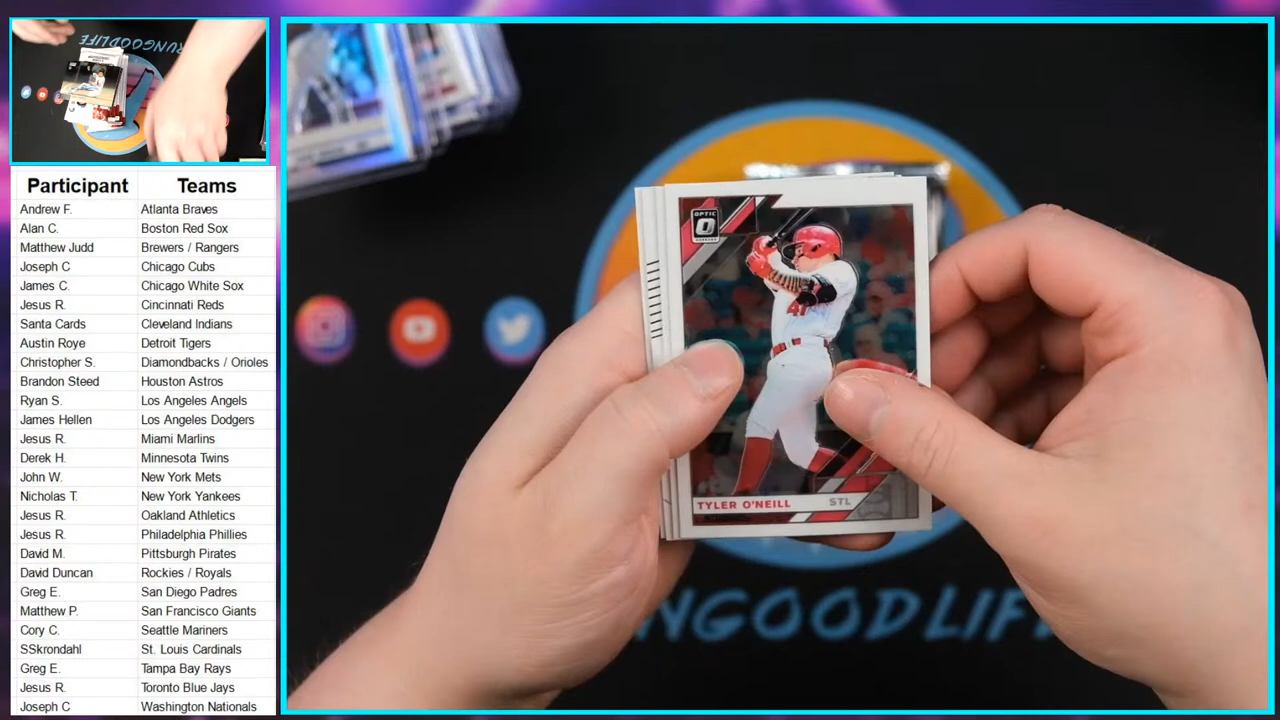 RUNGOODLIFE
Participant Teams
Andrew F. Atlanta Braves
Alan C. Boston Red Sox
Matthew Judd Brewers / Rangers
Joseph C Chicago Cubs
James C. Chicago White Sox
Jesus R. Cincinnati Reds
Santa Cards Cleveland Indians
Austin Roye Detroit Tigers
Christopher S. Diamondbacks / Orioles
Brandon Steed Houston Astros
Ryan S. Los Angeles Angels
James Hellen Los Angeles Dodgers
Jesus R. Miami Marlins
Derek H. Minnesota Twins
John W. New York Mets
Nicholas T. New York Yankees
Jesus R. Oakland Athletics
Jesus R. Philadelphia Phillies
David M. Pittsburgh Pirates
David Duncan Rockies / Royals
Greg E. San Diego Padres
Matthew P. San Francisco Giants
Cory C. Seattle Mariners
SSkrondahl St. Louis Cardinals
Greg E. Tampa Bay Rays
Jesus R. Toronto Blue Jays
Joseph C Washington Nationals
OPTIC
41
TYLER O'NEILL STL
NGOODLIF